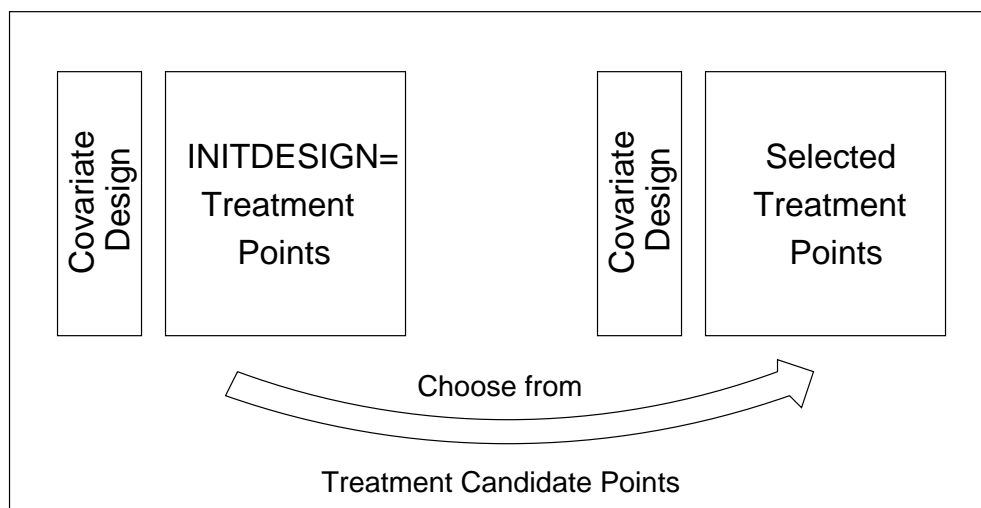 Covariate
Design
INITDESIGN=
Treatment
Points
Covariate
Design
Selected
Treatment
Points
Choose from
Treatment Candidate Points